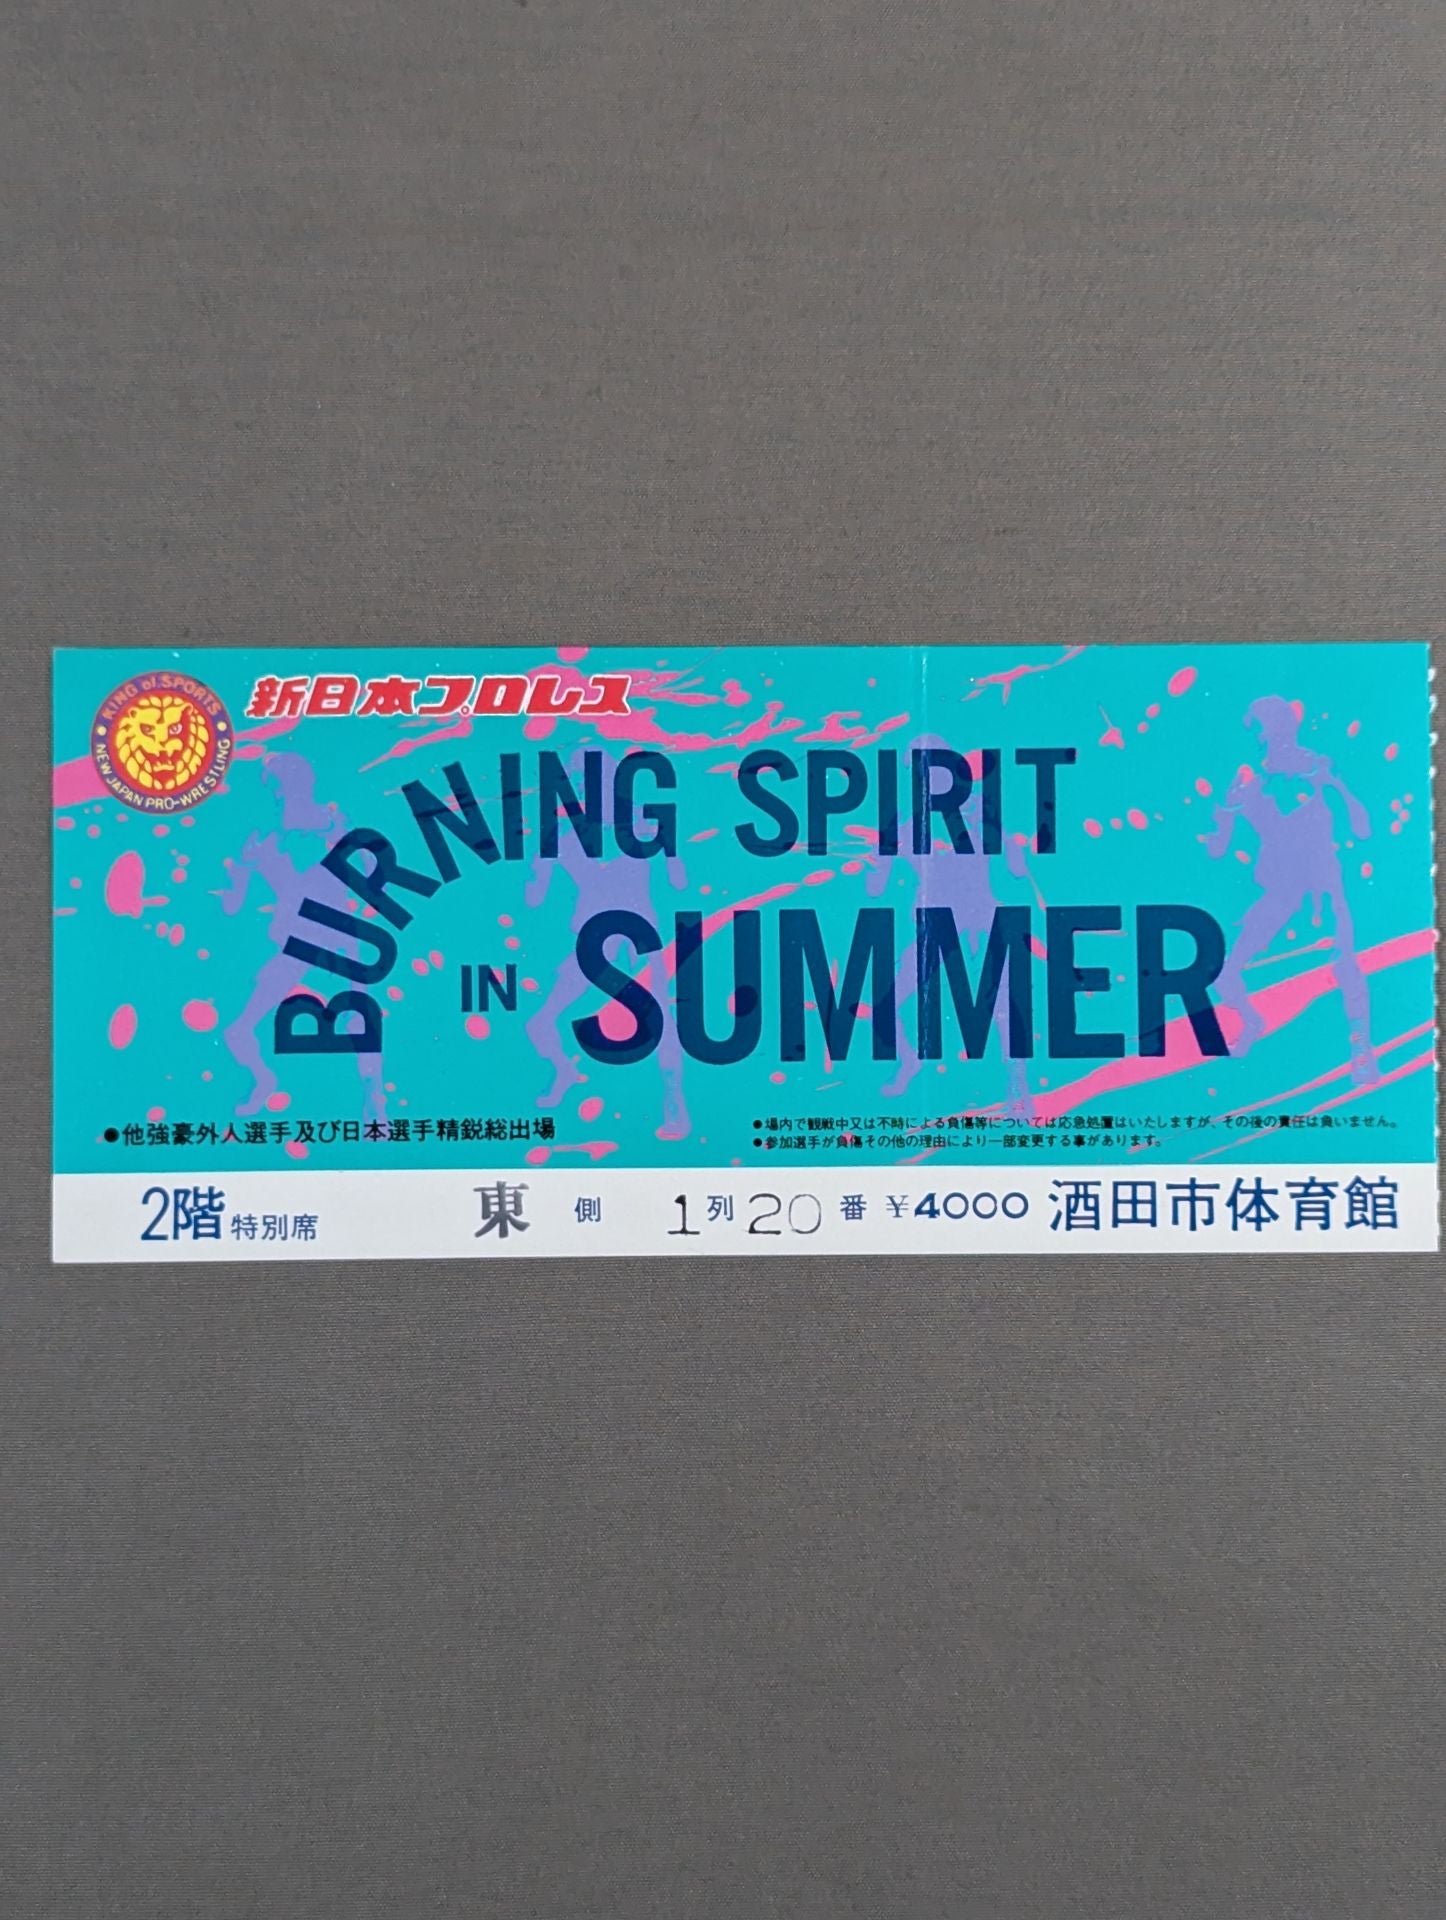 KING of SPORTS
NEW JAPAN PRO-WRESTLING
新日本プロレス
BURNING SPIRIT
IN SUMMER
●他強豪外人選手及び日本選手精鋭総出場
●場内で観戦中又は不時による負傷等については応急処置はいたしますが、その後の責任は負いません。
●参加選手が負傷その他の理由により一部変更する事があります。
2階特別席 東側 1列20番 ¥4000 酒田市体育館